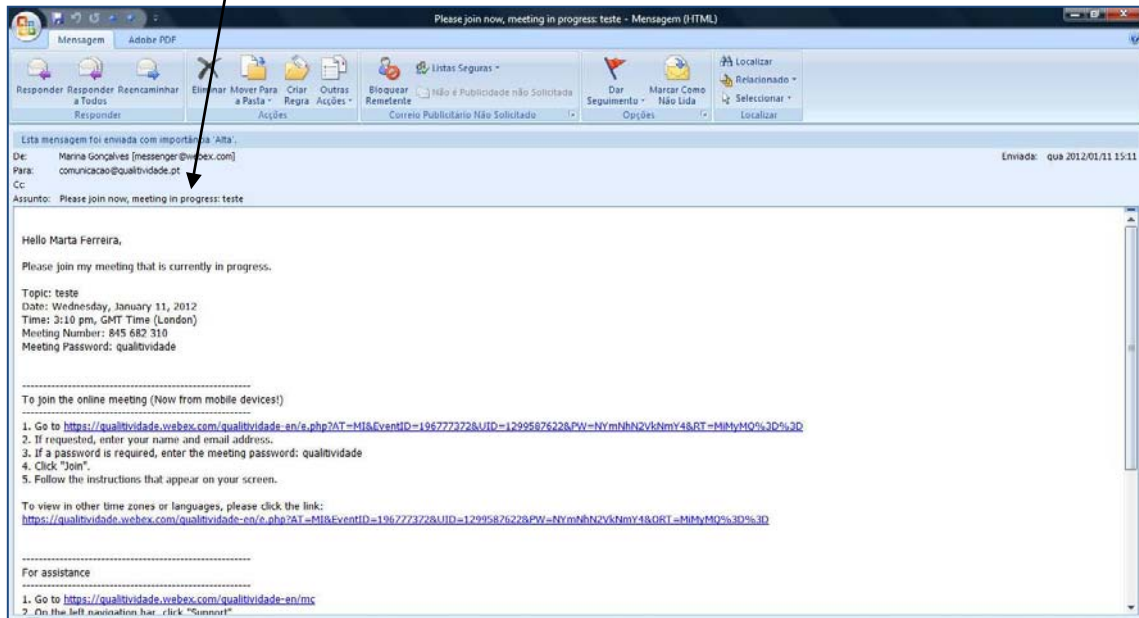 Please join now, meeting in progress: teste - Mensagem (HTML)
Mensagem Adobe PDF
Responder Responder a Todos Reencaminhar
Responder
Eliminar Mover Para a Pasta Criar Regra Outras Acções
Acções
Bloquear Remetente
Listas Seguras
Não é Publicidade não Solicitada
Correio Publicitário Não Solicitado
Dar Seguimento Marcar Como Não Lida
Opções
Localizar
Relacionado
Seleccionar
Localizar
Esta mensagem foi enviada com importância 'Alta'.
De: Marina Gonçalves [messenger@webex.com] Enviada: qua 2012/01/11 15:11
Para: comunicacao@qualitividade.pt
Cc:
Assunto: Please join now, meeting in progress: teste
Hello Marta Ferreira,
Please join my meeting that is currently in progress.
Topic: teste
Date: Wednesday, January 11, 2012
Time: 3:10 pm, GMT Time (London)
Meeting Number: 845 682 310
Meeting Password: qualitividade
-------------------------------------------------------
To join the online meeting (Now from mobile devices!)
-------------------------------------------------------
1. Go to https://qualitividade.webex.com/qualitividade-en/e.php?AT=MI&EventID=196777372&UID=1299587622&PW=NYmNhN2VkNmY4&RT=MiMyMQ%3D%3D
2. If requested, enter your name and email address.
3. If a password is required, enter the meeting password: qualitividade
4. Click "Join".
5. Follow the instructions that appear on your screen.
To view in other time zones or languages, please click the link:
https://qualitividade.webex.com/qualitividade-en/e.php?AT=MI&EventID=196777372&UID=1299587622&PW=NYmNhN2VkNmY4&ORT=MiMyMQ%3D%3D
-------------------------------------------------------
For assistance
-------------------------------------------------------
1. Go to https://qualitividade.webex.com/qualitividade-en/mc
2. On the left navigation bar, click "Support".